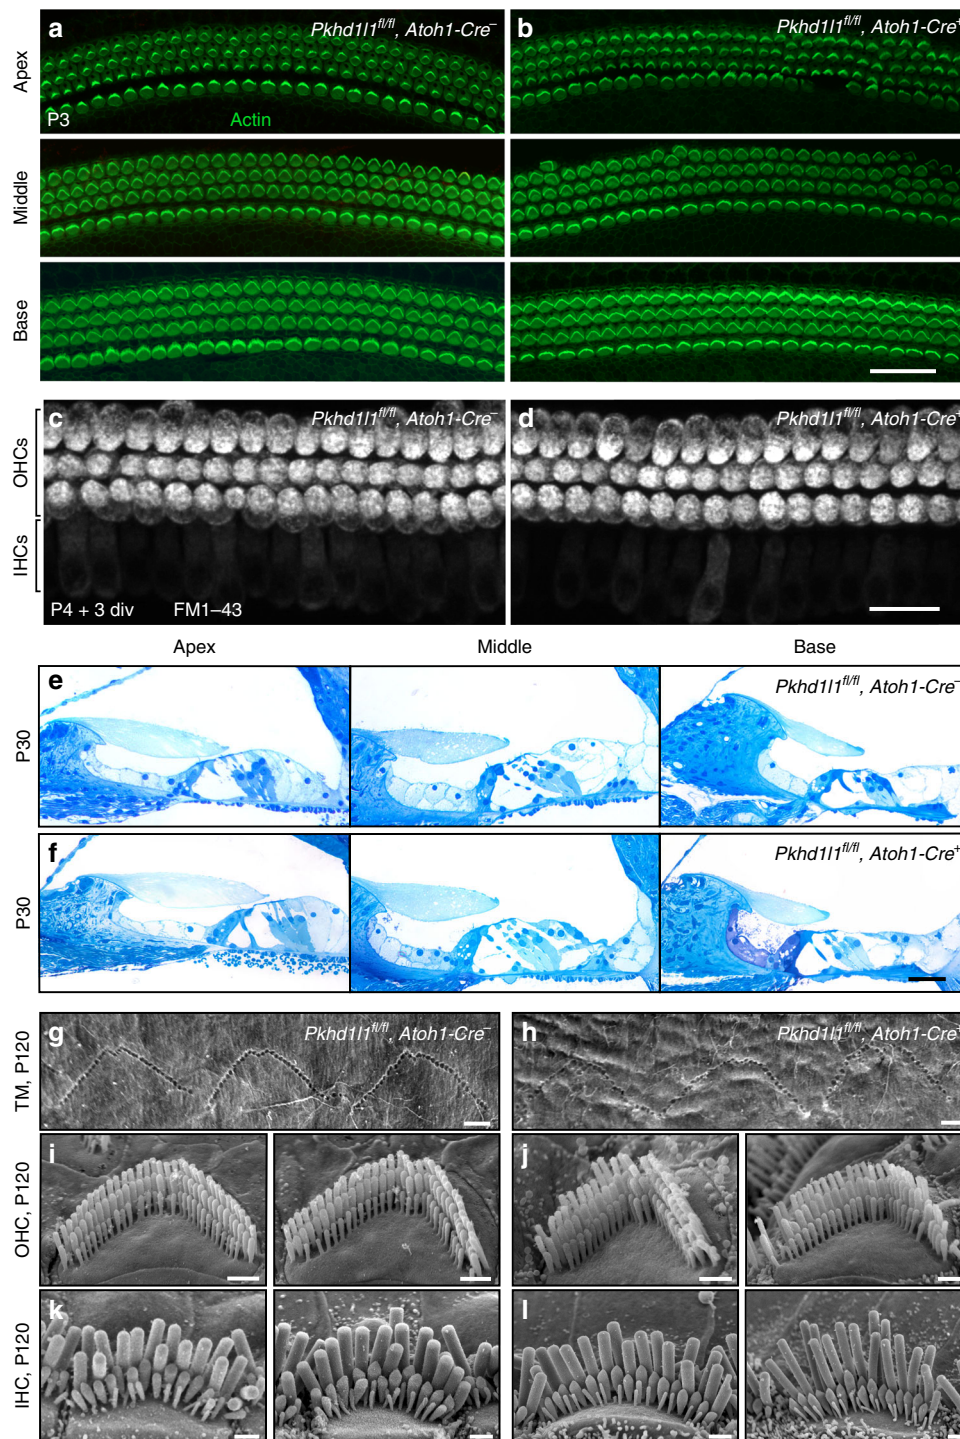 a Pkhd1l1fl/fl, Atoh1-Cre−
b Pkhd1l1fl/fl, Atoh1-Cre+
Apex
P3
Actin
Middle
Base
c Pkhd1l1fl/fl, Atoh1-Cre−
d Pkhd1l1fl/fl, Atoh1-Cre+
OHCs
IHCs
P4 + 3 div
FM1–43
Apex
Middle
Base
e Pkhd1l1fl/fl, Atoh1-Cre−
P30
f Pkhd1l1fl/fl, Atoh1-Cre+
P30
g Pkhd1l1fl/fl, Atoh1-Cre−
h Pkhd1l1fl/fl, Atoh1-Cre+
TM, P120
i
j
OHC, P120
k
l
IHC, P120